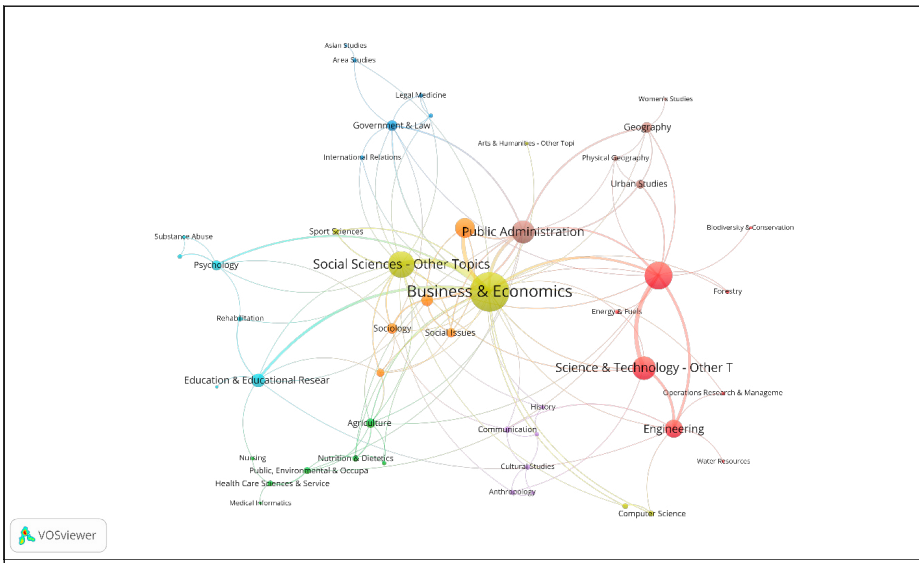 Asian Studies
Area Studies
Legal Medicine
Women's Studies
Government & Law
Geography
Arts & Humanities - Other Topi
International Relations
Physical Geography
Urban Studies
Sport Sciences
Public Administration
Biodiversity & Conservation
Substance Abuse
Psychology
Social Sciences - Other Topics
Business & Economics
Forestry
Energy & Fuels
Rehabilitation
Sociology
Social Issues
Science & Technology - Other T
Education & Educational Resear
Operations Research & Manageme
History
Agriculture
Communication
Engineering
Nursing
Nutrition & Dietetics
Water Resources
Public, Environmental & Occupa
Cultural Studies
Health Care Sciences & Service
Anthropology
Medical Informatics
Computer Science
VOSviewer